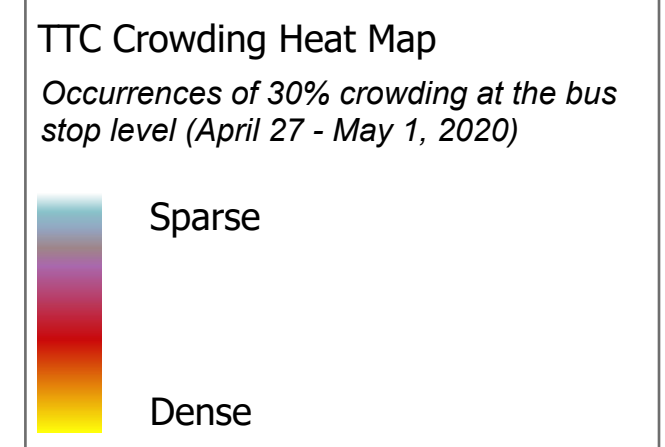 TTC Crowding Heat Map
Occurrences of 30% crowding at the bus
stop level (April 27 - May 1, 2020)
Sparse
Dense